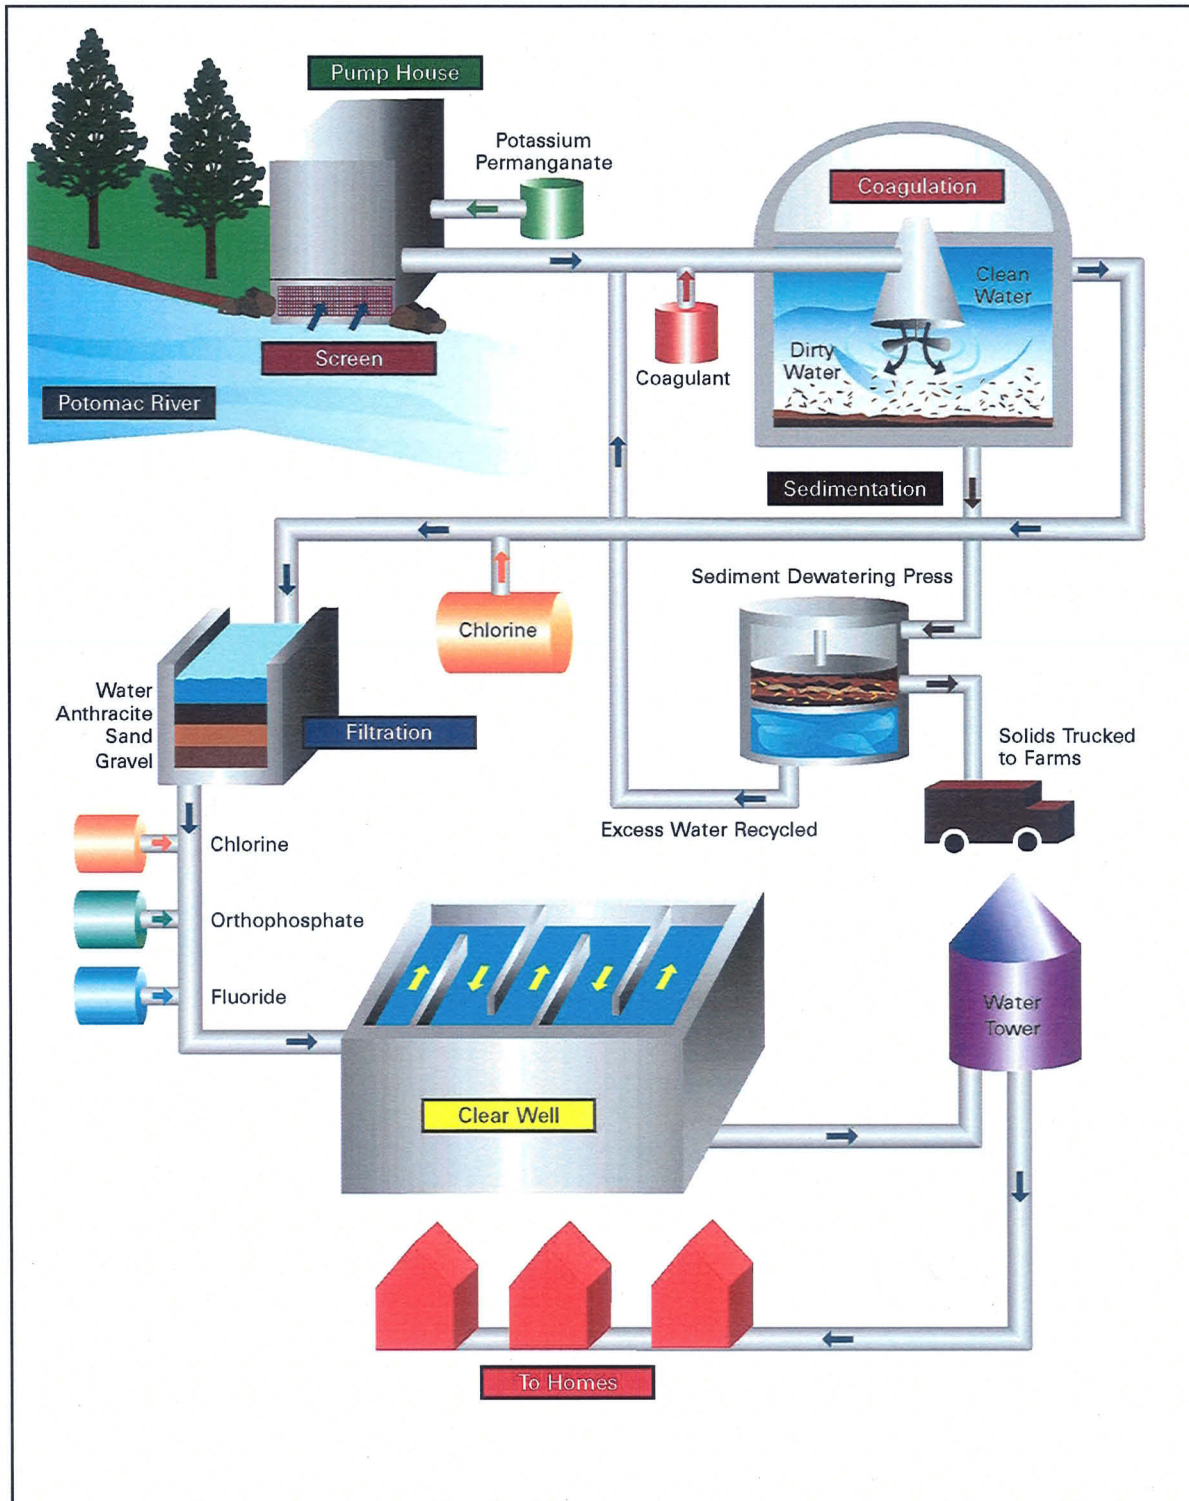 Pump House
Potassium
Permanganate
Coagulation
Clean
Water
Screen
Dirty
Water
Coagulant
Potomac River
Sedimentation
Sediment Dewatering Press
Chlorine
Water
Anthracite
Sand
Gravel
Filtration
Solids Trucked
to Farms
Excess Water Recycled
Chlorine
Orthophosphate
Fluoride
Water
Tower
Clear Well
To Homes